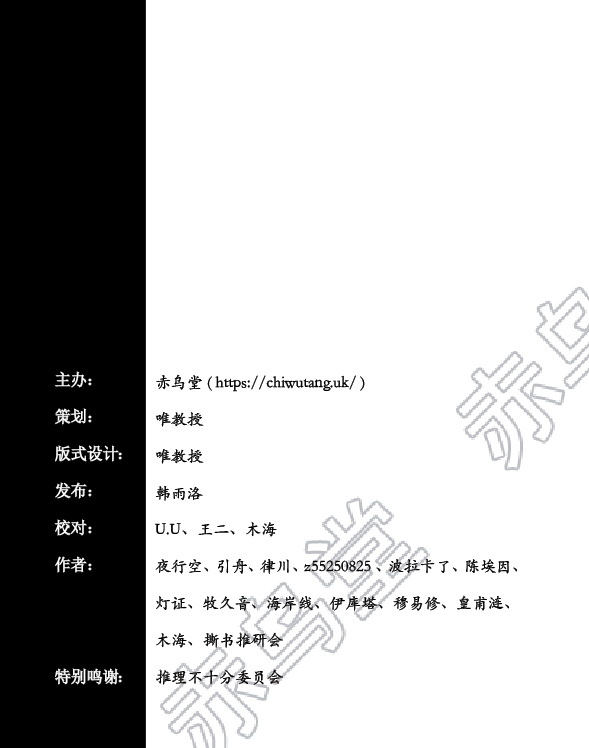 主办： 赤鸟堂 ( https://chiwutang.uk/ )
策划： 唯教授
版式设计： 唯教授
发布： 韩雨洛
校对： U.U、王二、木海
作者： 夜行空、引舟、律川、z55250825、波拉卡了、陈埃因、
灯证、牧久音、海岸线、伊库塔、穆易修、皇甫涟、
木海、撕书推研会
特别鸣谢： 推理不十分委员会
赤鸟
赤鸟堂